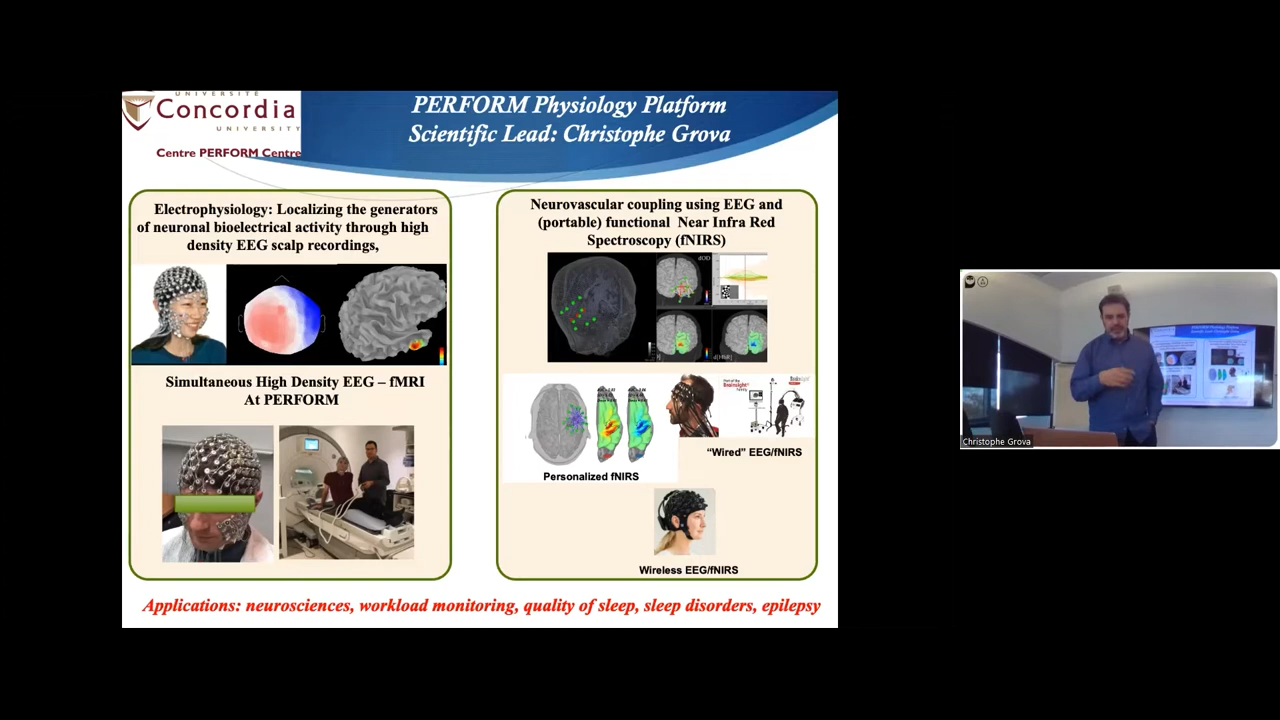 UNIVERSITÉ
Concordia
UNIVERSITY
Centre PERFORM Centre
PERFORM Physiology Platform
Scientific Lead: Christophe Grova
Electrophysiology: Localizing the generators
of neuronal bioelectrical activity through high
density EEG scalp recordings,
Simultaneous High Density EEG – fMRI
At PERFORM
Neurovascular coupling using EEG and
(portable) functional Near Infra Red
Spectroscopy (fNIRS)
Personalized fNIRS
Brainsight
“Wired” EEG/fNIRS
Wireless EEG/fNIRS
Applications: neurosciences, workload monitoring, quality of sleep, sleep disorders, epilepsy
Christophe Grova